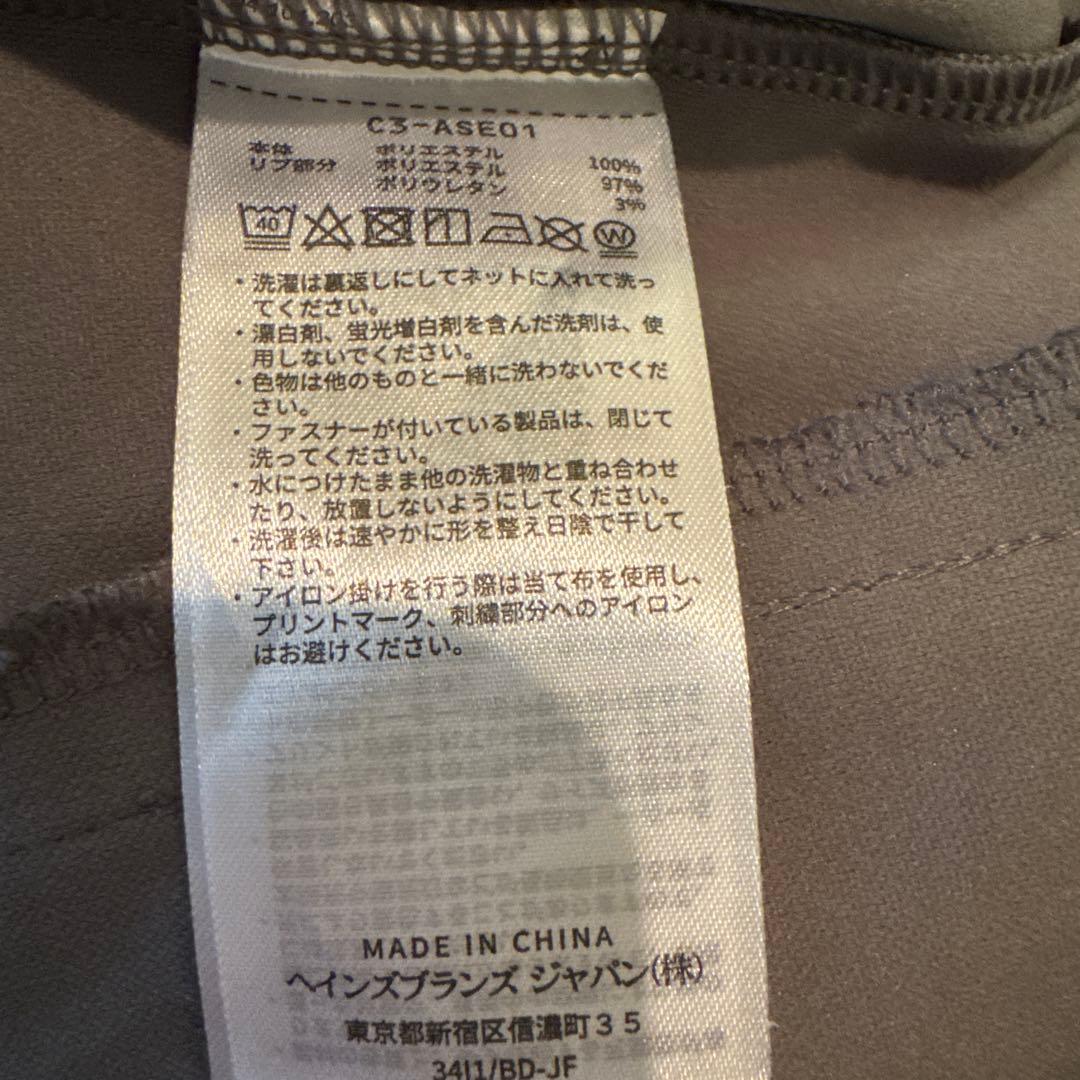 C3-ASE01
本体 ポリエステル 100%
リブ部分 ポリエステル 97%
ポリウレタン 3%
40
W
・洗濯は裏返しにしてネットに入れて洗っ
てください。
・漂白剤、蛍光増白剤を含んだ洗剤は、使
用しないでください。
・色物は他のものと一緒に洗わないでくだ
さい。
・ファスナーが付いている製品は、閉じて
洗ってください。
・水につけたまま他の洗濯物と重ね合わせ
たり、放置しないようにしてください。
・洗濯後は速やかに形を整え日陰で干して
下さい。
・アイロン掛けを行う際は当て布を使用し、
プリントマーク、刺繍部分へのアイロン
はお避けください。
MADE IN CHINA
ヘインズブランズ ジャパン(株)
東京都新宿区信濃町35
34I1/BD-JF